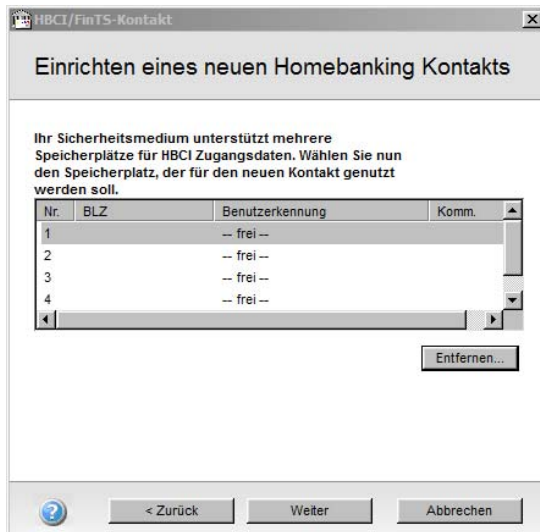 HBCI/FinTS-Kontakt
Einrichten eines neuen Homebanking Kontakts
Ihr Sicherheitsmedium unterstützt mehrere
Speicherplätze für HBCI Zugangsdaten. Wählen Sie nun
den Speicherplatz, der für den neuen Kontakt genutzt
werden soll.
Nr. BLZ Benutzerkennung Komm.
1 -- frei --
2 -- frei --
3 -- frei --
4 -- frei --
Entfernen...
< Zurück Weiter Abbrechen